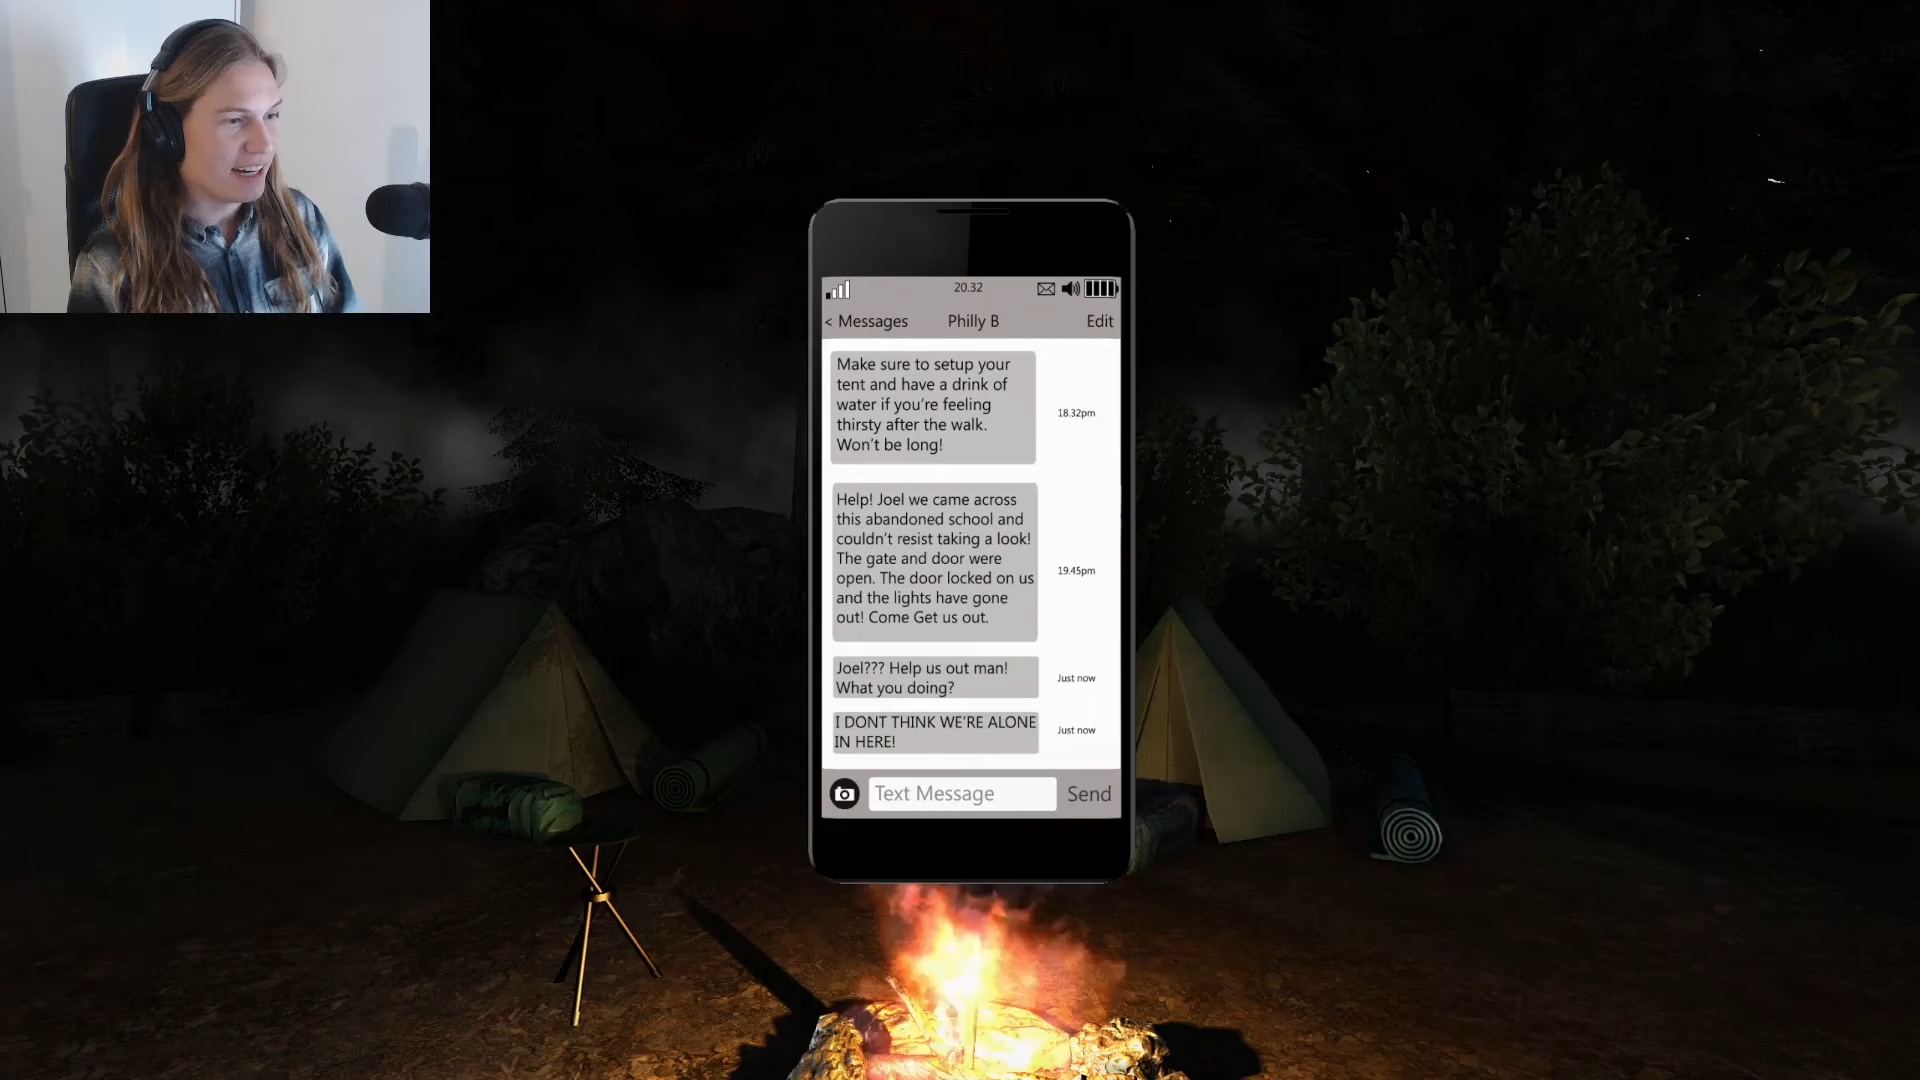 20.32
< Messages Philly B Edit
Make sure to setup your
tent and have a drink of
water if you're feeling
thirsty after the walk.
Won't be long!
18.32pm
Help! Joel we came across
this abandoned school and
couldn't resist taking a look!
The gate and door were
open. The door locked on us
and the lights have gone
out! Come Get us out.
19.45pm
Joel??? Help us out man!
What you doing?
Just now
I DONT THINK WE'RE ALONE
IN HERE!
Just now
Text Message Send